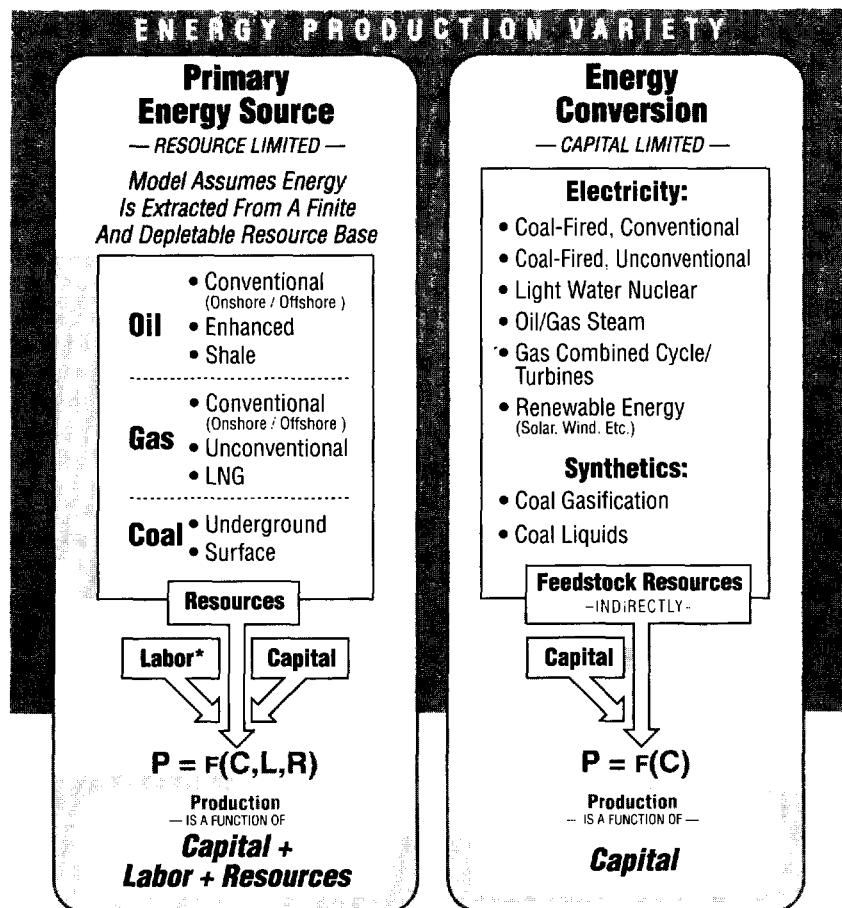 ENERGY PRODUCTION VARIETY
Primary
Energy Source
— RESOURCE LIMITED —
Model Assumes Energy
Is Extracted From A Finite
And Depletable Resource Base
Oil
• Conventional
(Onshore / Offshore )
• Enhanced
• Shale
Gas
• Conventional
(Onshore / Offshore )
• Unconventional
• LNG
Coal
• Underground
• Surface
Resources
Labor*
Capital
P = F(C,L,R)
Production
— IS A FUNCTION OF
Capital +
Labor + Resources
Energy
Conversion
— CAPITAL LIMITED —
Electricity:
• Coal-Fired, Conventional
• Coal-Fired, Unconventional
• Light Water Nuclear
• Oil/Gas Steam
• Gas Combined Cycle/
Turbines
• Renewable Energy
(Solar. Wind. Etc.)
Synthetics:
• Coal Gasification
• Coal Liquids
Feedstock Resources
-INDIRECTLY-
Capital
P = F(C)
Production
— IS A FUNCTION OF —
Capital